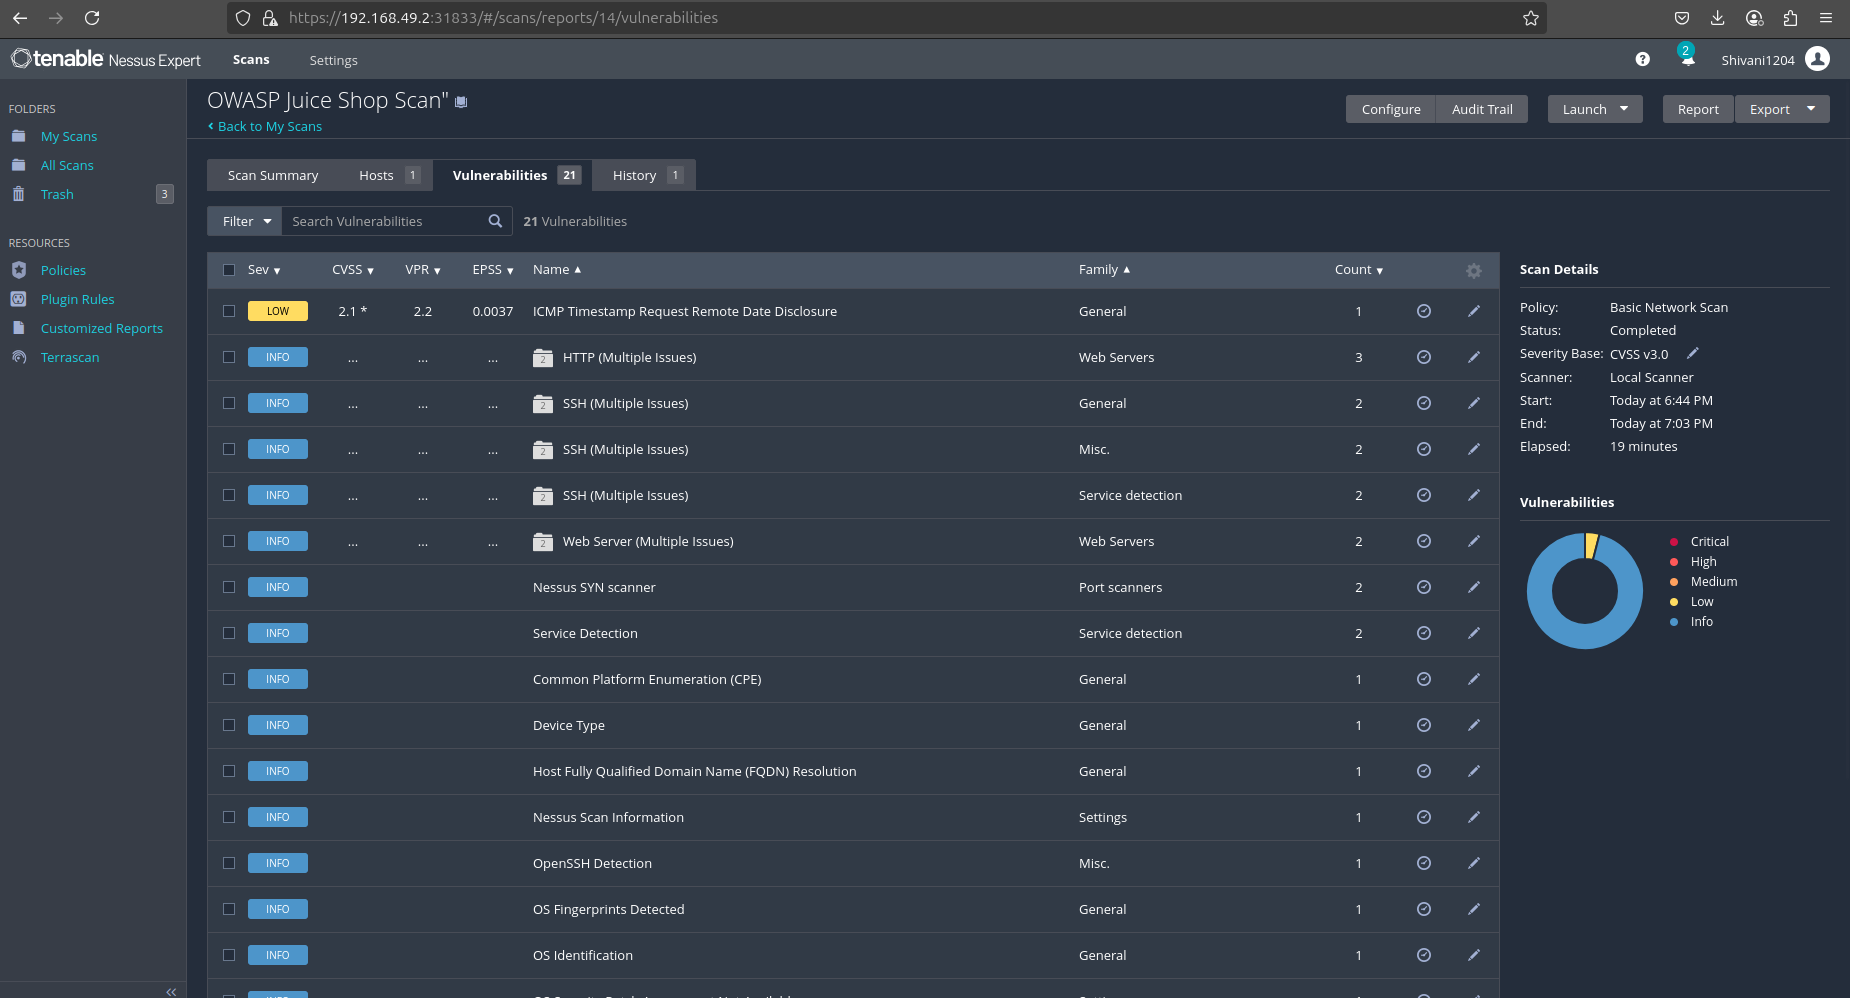 https://192.168.49.2:31833/#/scans/reports/14/vulnerabilities
tenable Nessus Expert
Scans
Settings
?
2
Shivani1204
FOLDERS
My Scans
All Scans
Trash
3
RESOURCES
Policies
Plugin Rules
Customized Reports
Terrascan
OWASP Juice Shop Scan"
Back to My Scans
Configure
Audit Trail
Launch
Report
Export
Scan Summary
Hosts 1
Vulnerabilities 21
History 1
Filter
Search Vulnerabilities
21 Vulnerabilities
Sev CVSS VPR EPSS Name Family Count
LOW 2.1 * 2.2 0.0037 ICMP Timestamp Request Remote Date Disclosure General 1
INFO ... ... ... 2 HTTP (Multiple Issues) Web Servers 3
INFO ... ... ... 2 SSH (Multiple Issues) General 2
INFO ... ... ... 2 SSH (Multiple Issues) Misc. 2
INFO ... ... ... 2 SSH (Multiple Issues) Service detection 2
INFO ... ... ... 2 Web Server (Multiple Issues) Web Servers 2
INFO Nessus SYN scanner Port scanners 2
INFO Service Detection Service detection 2
INFO Common Platform Enumeration (CPE) General 1
INFO Device Type General 1
INFO Host Fully Qualified Domain Name (FQDN) Resolution General 1
INFO Nessus Scan Information Settings 1
INFO OpenSSH Detection Misc. 1
INFO OS Fingerprints Detected General 1
INFO OS Identification General 1
Scan Details
Policy: Basic Network Scan
Status: Completed
Severity Base: CVSS v3.0
Scanner: Local Scanner
Start: Today at 6:44 PM
End: Today at 7:03 PM
Elapsed: 19 minutes
Vulnerabilities
Critical
High
Medium
Low
Info